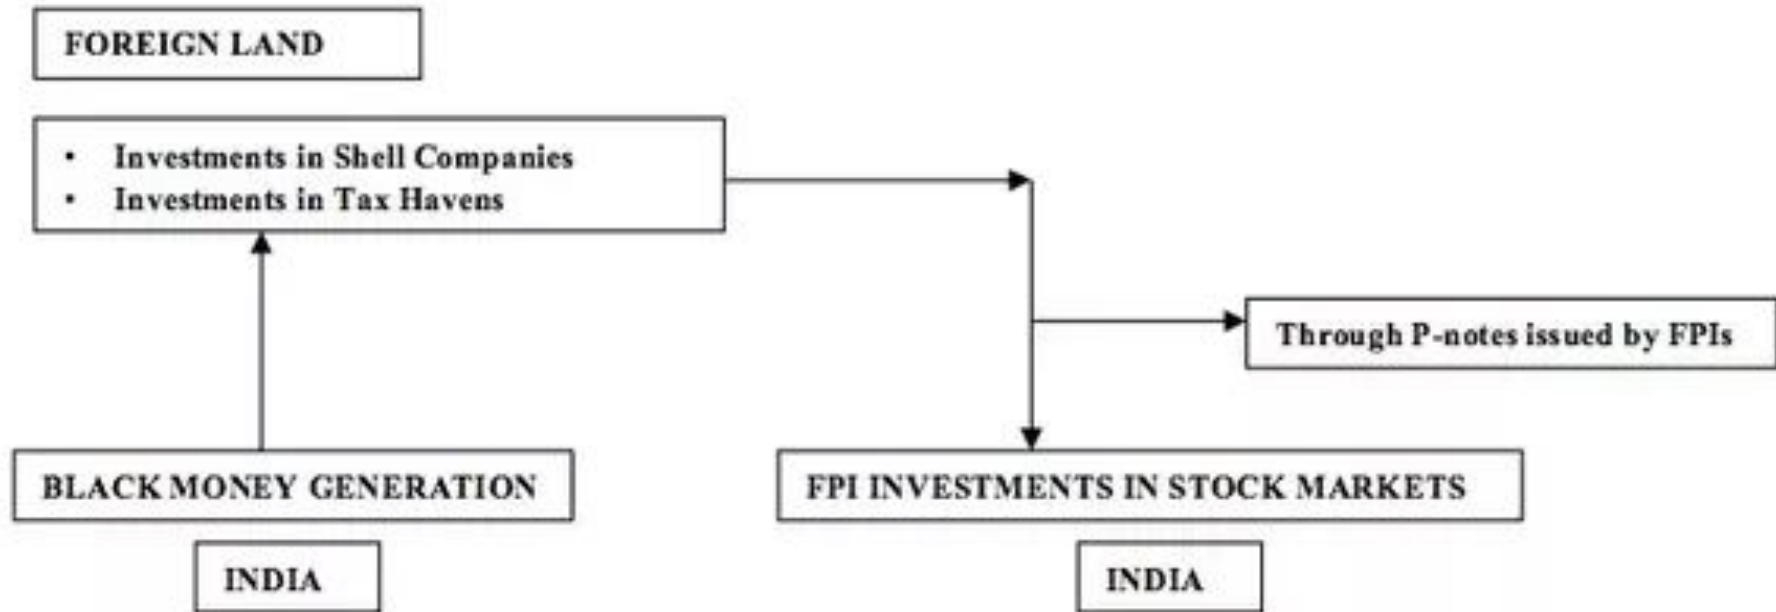 FOREIGN LAND
• Investments in Shell Companies
• Investments in Tax Havens
Through P-notes issued by FPIs
BLACK MONEY GENERATION
FPI INVESTMENTS IN STOCK MARKETS
INDIA
INDIA